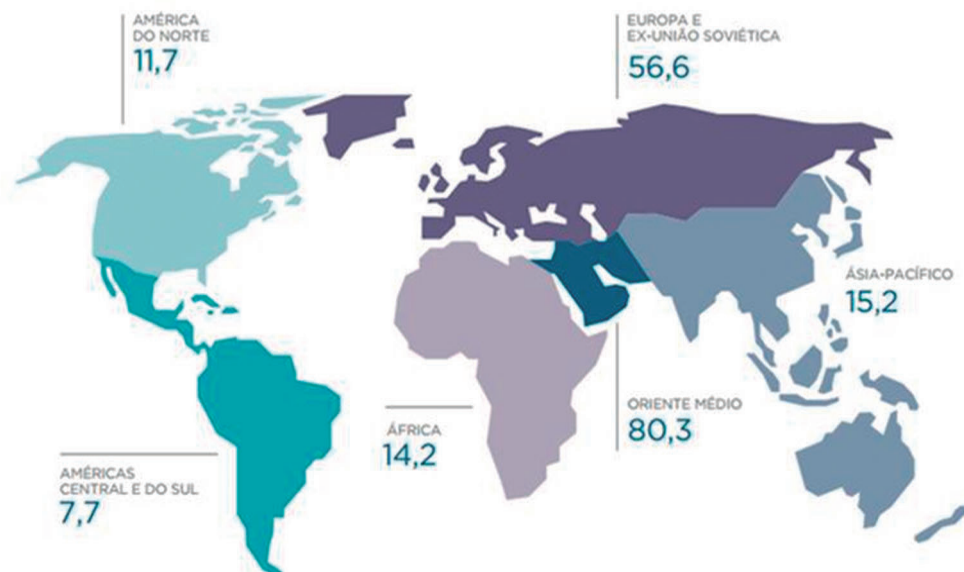 AMÉRICA
DO NORTE
11,7
EUROPA E
EX-UNIÃO SOVIÉTICA
56,6
ÁSIA-PACÍFICO
15,2
ORIENTE MÉDIO
80,3
ÁFRICA
14,2
AMÉRICAS
CENTRAL E DO SUL
7,7